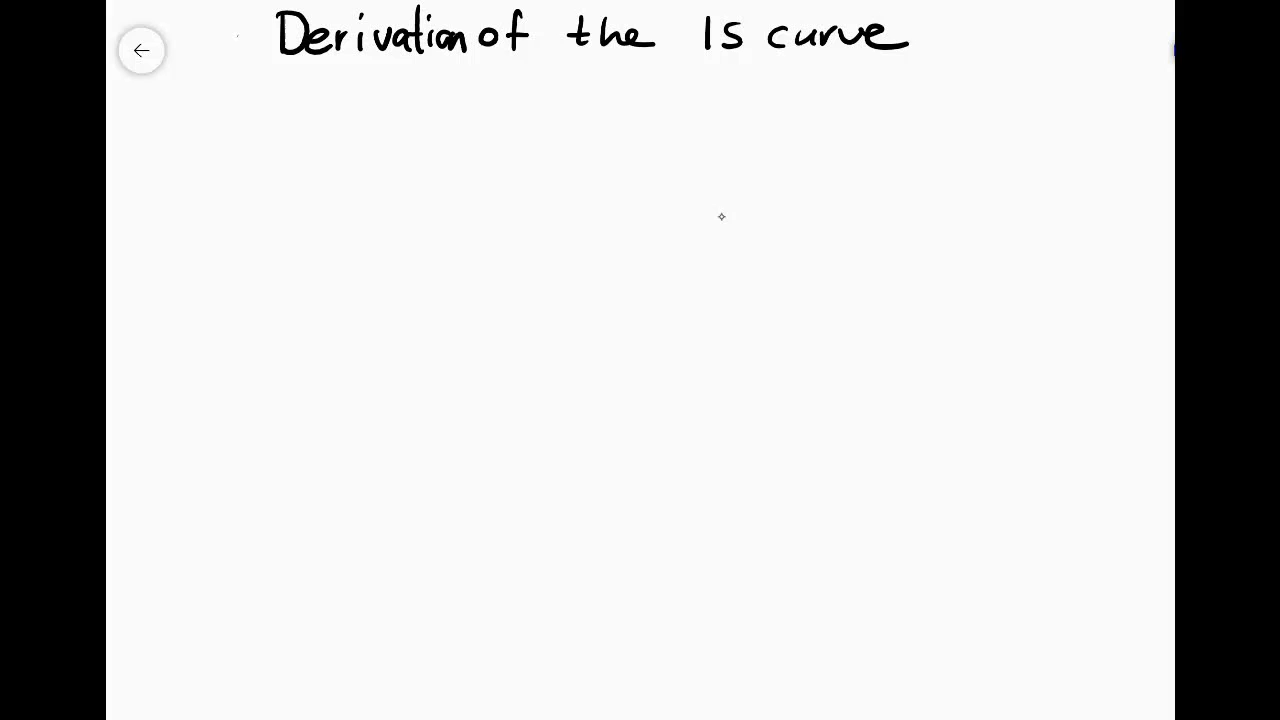 Derivation of the IS curve